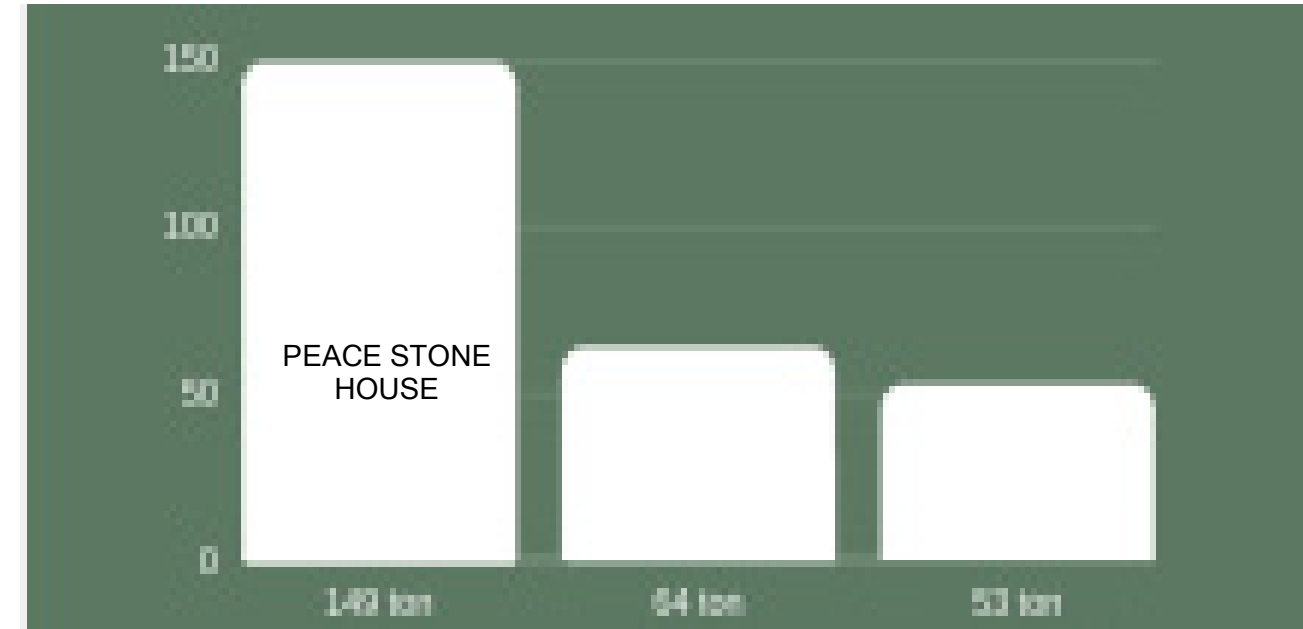 150
100
PEACE STONE
HOUSE
50
0
149 ton
64 ton
53 ton